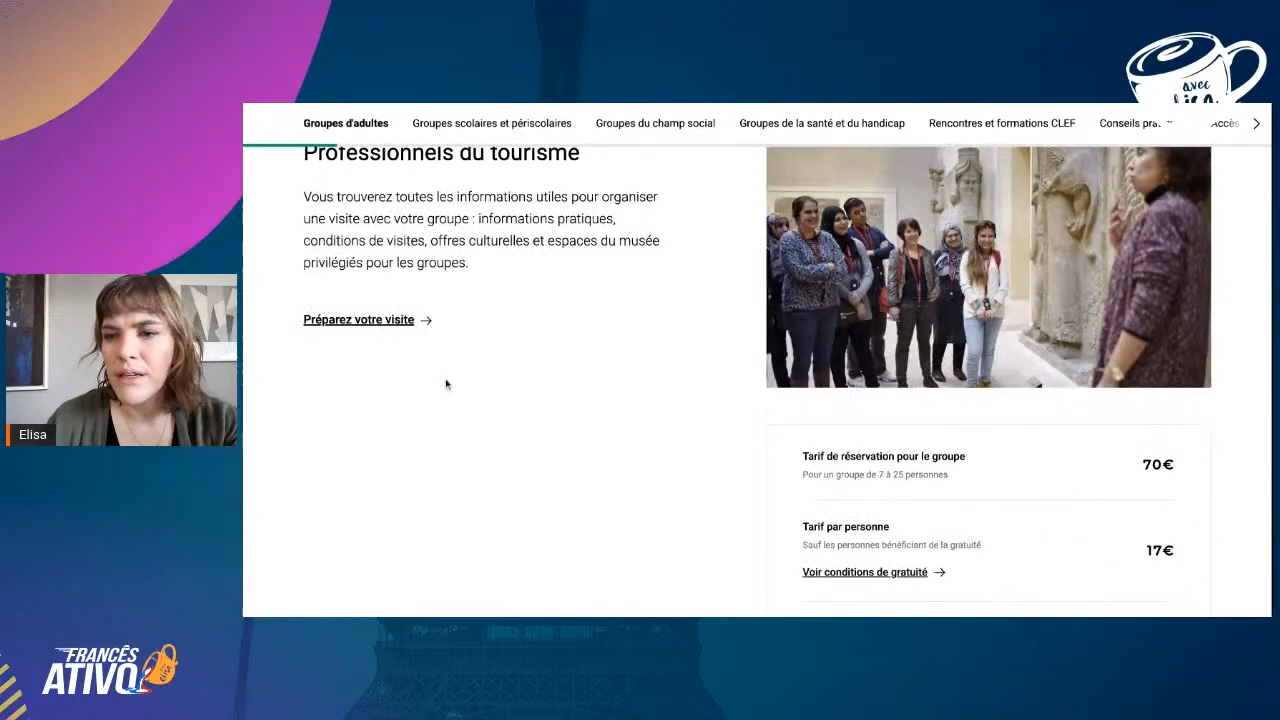 avec
Groupes d'adultes
Groupes scolaires et périscolaires
Groupes du champ social
Groupes de la santé et du handicap
Rencontres et formations CLEF
Conseils
Accès
Professionnels du tourisme
Vous trouverez toutes les informations utiles pour organiser
une visite avec votre groupe : informations pratiques,
conditions de visites, offres culturelles et espaces du musée
privilégiés pour les groupes.
Préparez votre visite
Elisa
Tarif de réservation pour le groupe
70€
Pour un groupe de 7 à 25 personnes
Tarif par personne
Sauf les personnes bénéficiant de la gratuité
17€
Voir conditions de gratuité
FRANCÊS
ATIVO